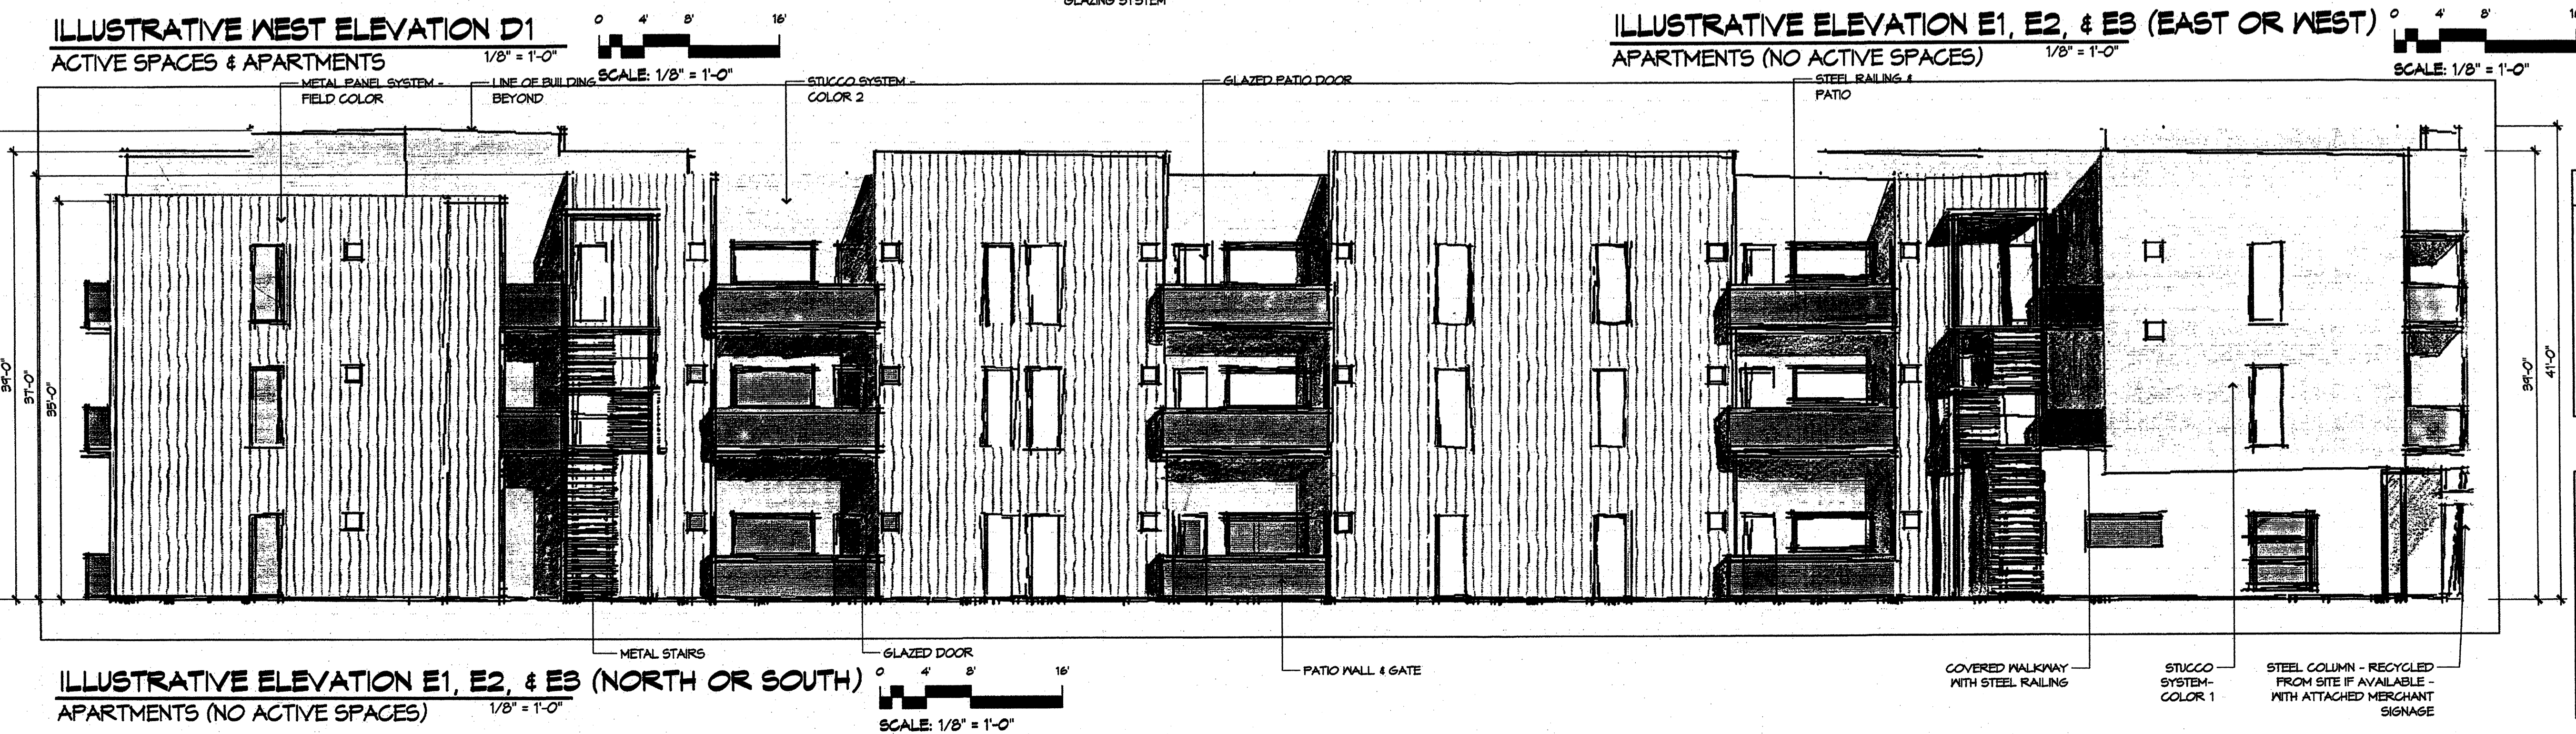 GLAZING SYSTEM
ILLUSTRATIVE WEST ELEVATION D1
ACTIVE SPACES & APARTMENTS
1/8" = 1'-0"
0 4' 8' 16'
SCALE: 1/8" = 1'-0"
ILLUSTRATIVE ELEVATION E1, E2, & E3 (EAST OR WEST)
APARTMENTS (NO ACTIVE SPACES)
1/8" = 1'-0"
0 4' 8'
SCALE: 1/8" = 1'-0"
METAL PANEL SYSTEM -
FIELD COLOR
LINE OF BUILDING
BEYOND
STUCCO SYSTEM -
COLOR 2
GLAZED PATIO DOOR
STEEL RAILING &
PATIO
39'-0"
37'-0"
35'-0"
39'-0"
41'-0"
METAL STAIRS
GLAZED DOOR
PATIO WALL & GATE
COVERED WALKWAY
WITH STEEL RAILING
STUCCO
SYSTEM-
COLOR 1
STEEL COLUMN - RECYCLED
FROM SITE IF AVAILABLE -
WITH ATTACHED MERCHANT
SIGNAGE
ILLUSTRATIVE ELEVATION E1, E2, & E3 (NORTH OR SOUTH)
APARTMENTS (NO ACTIVE SPACES)
1/8" = 1'-0"
0 4' 8' 16'
SCALE: 1/8" = 1'-0"